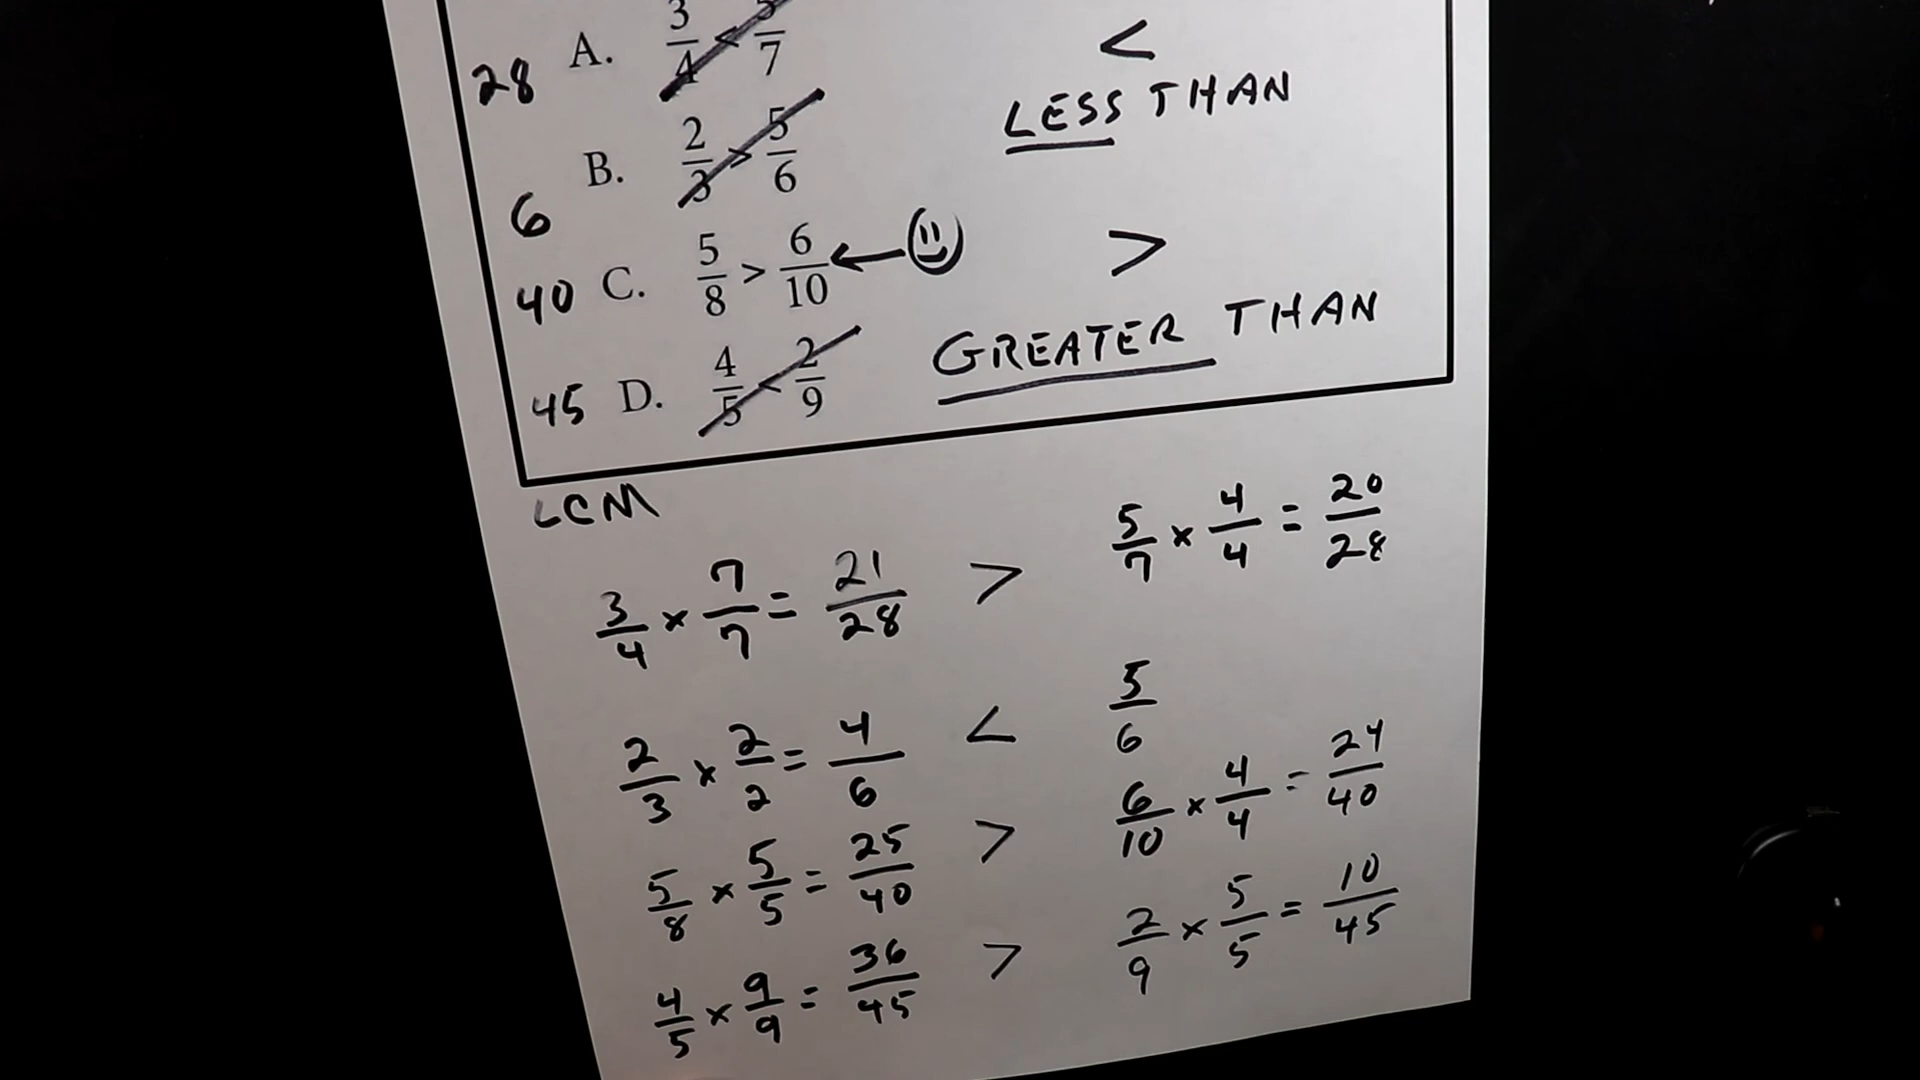 28 A. 3/4 < 5/7
<
LESS THAN
6 B. 2/3 > 5/6
40 C. 5/8 > 6/10
>
GREATER THAN
45 D. 4/5 < 2/9
LCM
3/4 × 7/7 = 21/28 > 5/7 × 4/4 = 20/28
2/3 × 2/2 = 4/6 < 5/6
5/8 × 5/5 = 25/40 > 6/10 × 4/4 = 24/40
4/5 × 9/9 = 36/45 > 2/9 × 5/5 = 10/45